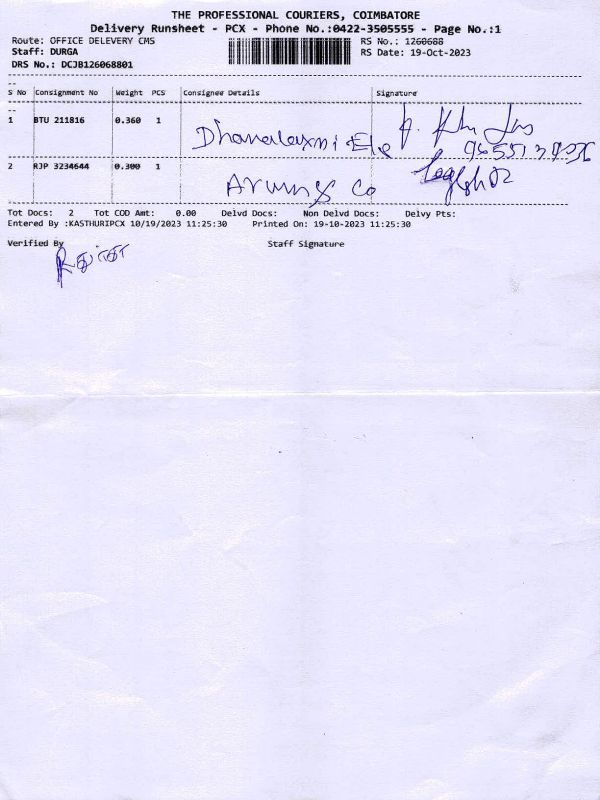 THE PROFESSIONAL COURIERS, COIMBATORE
Delivery Runsheet - PCX - Phone No.:0422-3505555 - Page No.:1
Route: OFFICE DELEVERY CMS RS No.: 1260688
Staff: DURGA RS Date: 19-Oct-2023
DRS No.: DCJB126068801
S No Consignment No Weight PCS Consignee Details Signature
1 BTU 211816 0.360 1
Dhanalaxmi Ele
2 RJP 3234644 0.300 1
Arun & Co
Tot Docs: 2 Tot COD Amt: 0.00 Delvd Docs: Non Delvd Docs: Delvy Pts:
Entered By :KASTHURIPCX 10/19/2023 11:25:30 Printed On: 19-10-2023 11:25:30
Verified By Staff Signature